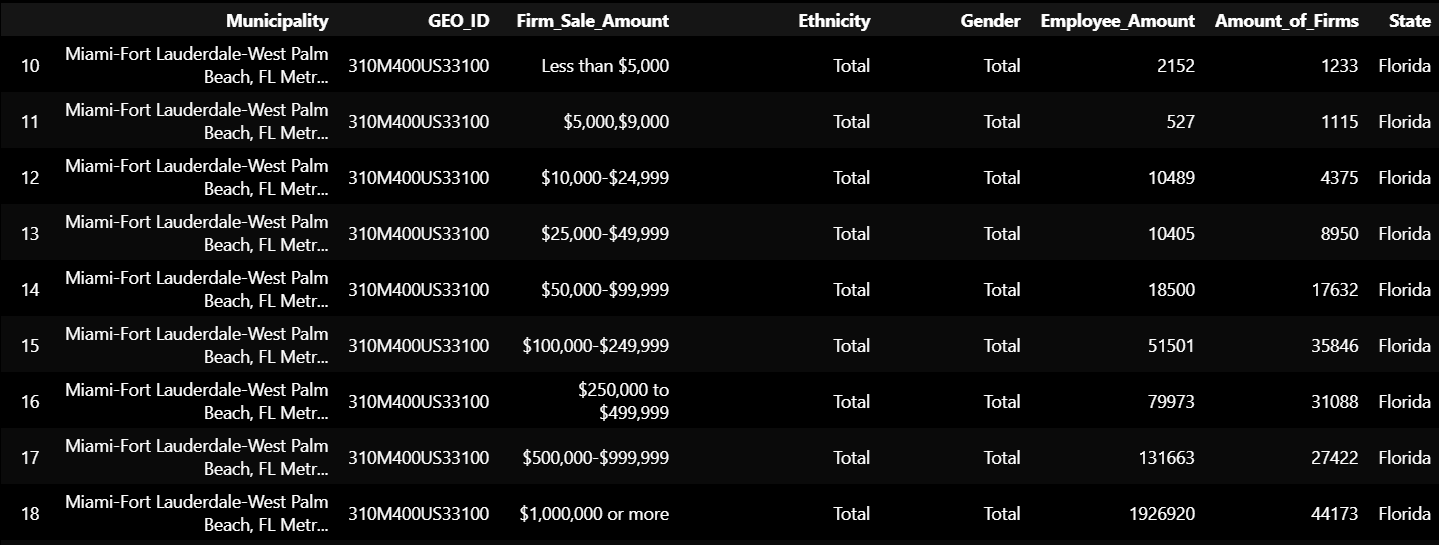 Municipality GEO_ID Firm_Sale_Amount Ethnicity Gender Employee_Amount Amount_of_Firms State
10 Miami-Fort Lauderdale-West Palm Beach, FL Metr... 310M400US33100 Less than $5,000 Total Total 2152 1233 Florida
11 Miami-Fort Lauderdale-West Palm Beach, FL Metr... 310M400US33100 $5,000,$9,000 Total Total 527 1115 Florida
12 Miami-Fort Lauderdale-West Palm Beach, FL Metr... 310M400US33100 $10,000-$24,999 Total Total 10489 4375 Florida
13 Miami-Fort Lauderdale-West Palm Beach, FL Metr... 310M400US33100 $25,000-$49,999 Total Total 10405 8950 Florida
14 Miami-Fort Lauderdale-West Palm Beach, FL Metr... 310M400US33100 $50,000-$99,999 Total Total 18500 17632 Florida
15 Miami-Fort Lauderdale-West Palm Beach, FL Metr... 310M400US33100 $100,000-$249,999 Total Total 51501 35846 Florida
16 Miami-Fort Lauderdale-West Palm Beach, FL Metr... 310M400US33100 $250,000 to $499,999 Total Total 79973 31088 Florida
17 Miami-Fort Lauderdale-West Palm Beach, FL Metr... 310M400US33100 $500,000-$999,999 Total Total 131663 27422 Florida
18 Miami-Fort Lauderdale-West Palm Beach, FL Metr... 310M400US33100 $1,000,000 or more Total Total 1926920 44173 Florida